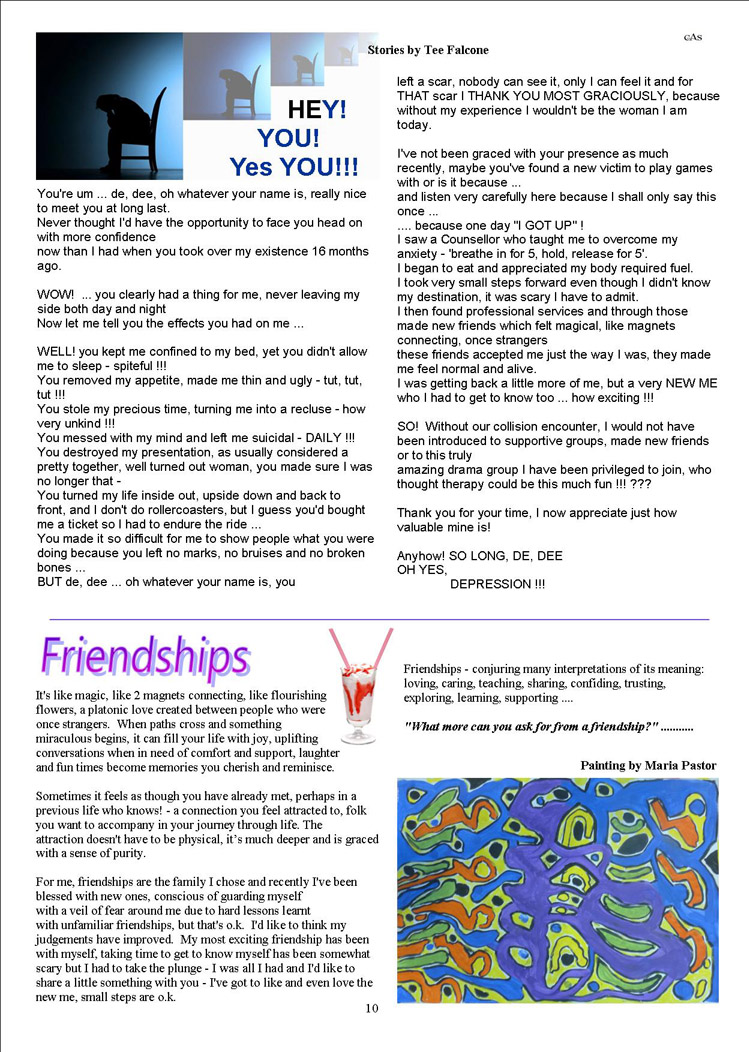 cAs
Stories by Tee Falcone
HEY!
YOU!
Yes YOU!!!
You're um ... de, dee, oh whatever your name is, really nice
to meet you at long last.
Never thought I'd have the opportunity to face you head on
with more confidence
now than I had when you took over my existence 16 months
ago.
WOW!  ... you clearly had a thing for me, never leaving my
side both day and night
Now let me tell you the effects you had on me ...
WELL! you kept me confined to my bed, yet you didn't allow
me to sleep - spiteful !!!
You removed my appetite, made me thin and ugly - tut, tut,
tut !!!
You stole my precious time, turning me into a recluse - how
very unkind !!!
You messed with my mind and left me suicidal - DAILY !!!
You destroyed my presentation, as usually considered a
pretty together, well turned out woman, you made sure I was
no longer that -
You turned my life inside out, upside down and back to
front, and I don't do rollercoasters, but I guess you'd bought
me a ticket so I had to endure the ride ...
You made it so difficult for me to show people what you were
doing because you left no marks, no bruises and no broken
bones ...
BUT de, dee ... oh whatever your name is, you
left a scar, nobody can see it, only I can feel it and for
THAT scar I THANK YOU MOST GRACIOUSLY, because
without my experience I wouldn't be the woman I am
today.
I've not been graced with your presence as much
recently, maybe you've found a new victim to play games
with or is it because ...
and listen very carefully here because I shall only say this
once ...
.... because one day "I GOT UP" !
I saw a Counsellor who taught me to overcome my
anxiety - 'breathe in for 5, hold, release for 5'.
I began to eat and appreciated my body required fuel.
I took very small steps forward even though I didn't know
my destination, it was scary I have to admit.
I then found professional services and through those
made new friends which felt magical, like magnets
connecting, once strangers
these friends accepted me just the way I was, they made
me feel normal and alive.
I was getting back a little more of me, but a very NEW ME
who I had to get to know too ... how exciting !!!
SO!  Without our collision encounter, I would not have
been introduced to supportive groups, made new friends
or to this truly
amazing drama group I have been privileged to join, who
thought therapy could be this much fun !!! ???
Thank you for your time, I now appreciate just how
valuable mine is!
Anyhow! SO LONG, DE, DEE
OH YES,
DEPRESSION !!!
Friendships
It's like magic, like 2 magnets connecting, like flourishing
flowers, a platonic love created between people who were
once strangers.  When paths cross and something
miraculous begins, it can fill your life with joy, uplifting
conversations when in need of comfort and support, laughter
and fun times become memories you cherish and reminisce.
Sometimes it feels as though you have already met, perhaps in a
previous life who knows! - a connection you feel attracted to, folk
you want to accompany in your journey through life. The
attraction doesn't have to be physical, it's much deeper and is graced
with a sense of purity.
For me, friendships are the family I chose and recently I've been
blessed with new ones, conscious of guarding myself
with a veil of fear around me due to hard lessons learnt
with unfamiliar friendships, but that's o.k.  I'd like to think my
judgements have improved.  My most exciting friendship has been
with myself, taking time to get to know myself has been somewhat
scary but I had to take the plunge - I was all I had and I'd like to
share a little something with you - I've got to like and even love the
new me, small steps are o.k.
Friendships - conjuring many interpretations of its meaning:
loving, caring, teaching, sharing, confiding, trusting,
exploring, learning, supporting ....
"What more can you ask for from a friendship?" ...........
Painting by Maria Pastor
10